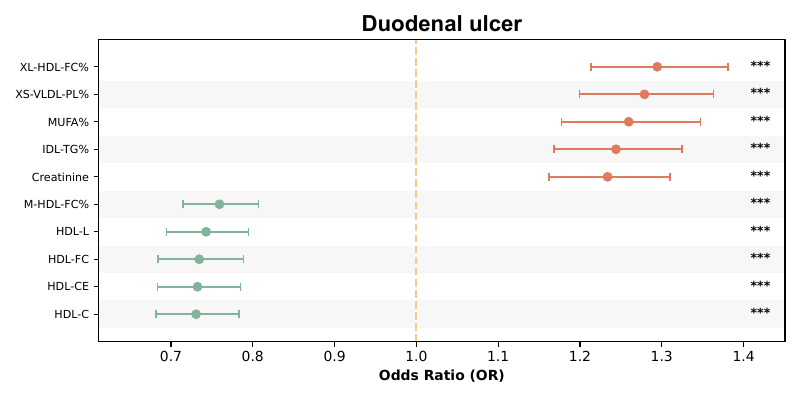 Duodenal ulcer
XL-HDL-FC% ***
XS-VLDL-PL% ***
MUFA% ***
IDL-TG% ***
Creatinine ***
M-HDL-FC% ***
HDL-L ***
HDL-FC ***
HDL-CE ***
HDL-C ***
0.7 0.8 0.9 1.0 1.1 1.2 1.3 1.4
Odds Ratio (OR)